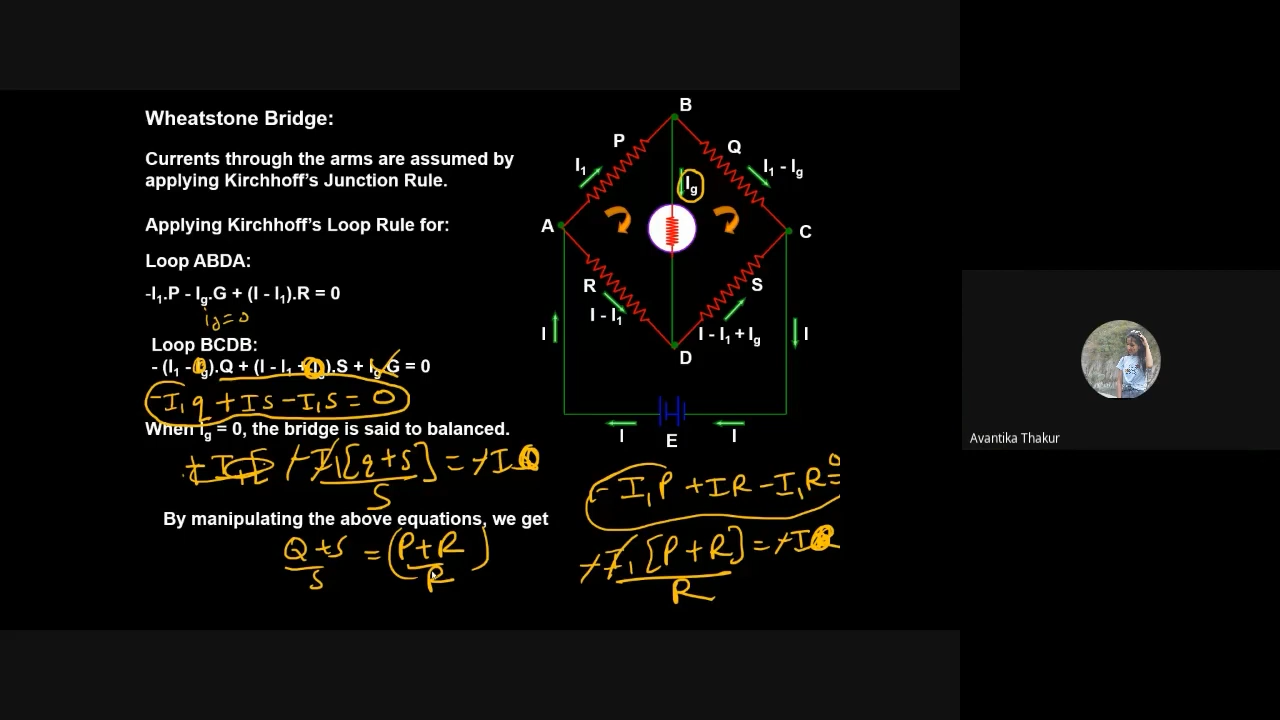 Wheatstone Bridge:
Currents through the arms are assumed by
applying Kirchhoff's Junction Rule.
Applying Kirchhoff's Loop Rule for:
Loop ABDA:
-I₁.P - Ig.G + (I - I₁).R = 0
ig=0
Loop BCDB:
- (I₁ - Ig).Q + (I - I₁ + Ig).S + Ig.G = 0
-I₁q + IS - I₁S = 0
When Ig = 0, the bridge is said to balanced.
-I₁[q+S] = -I
S
By manipulating the above equations, we get
Q+S = (P+R)
S R
B
P
Q
I₁
I₁ - Ig
Ig
A
C
R
S
I - I₁
I - I₁ + Ig
D
I
I
E
I
I
-I₁P + IR - I₁R = 0
-I₁[P+R] = -I
R
Avantika Thakur